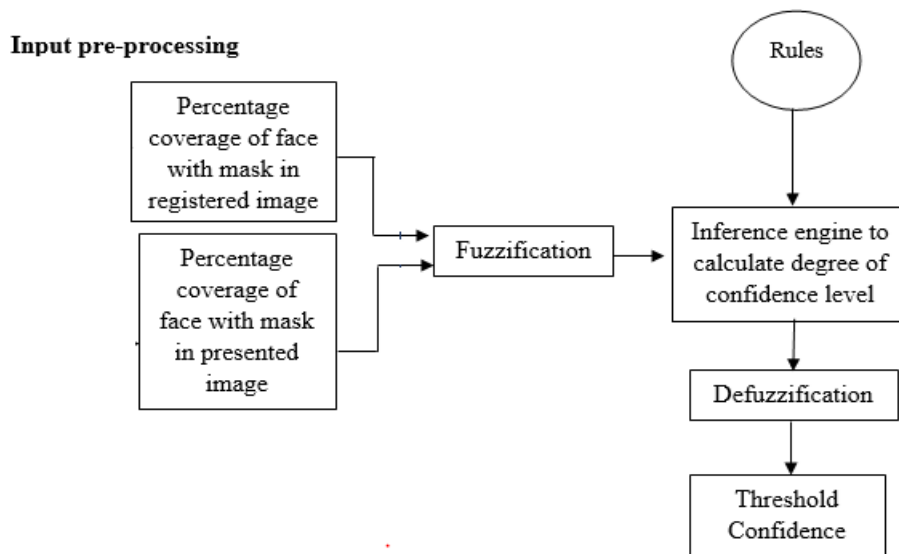 Input pre-processing
Rules
Percentage
coverage of face
with mask in
registered image
Percentage
coverage of
face with mask
in presented
image
Fuzzification
Inference engine to
calculate degree of
confidence level
Defuzzification
Threshold
Confidence